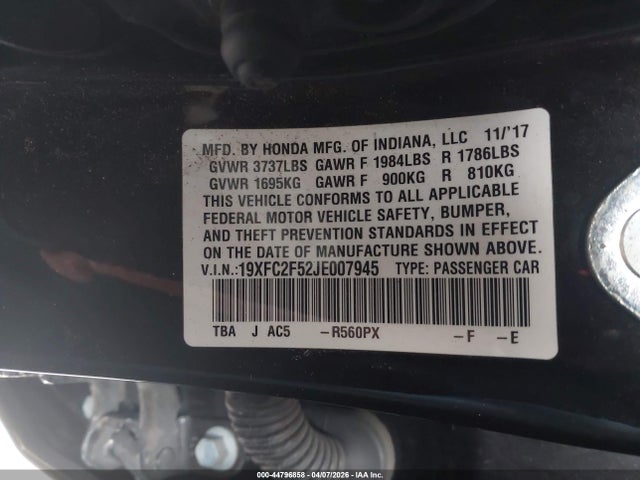 MFD. BY HONDA MFG. OF INDIANA, LLC 11/'17
GVWR 3737LBS GAWR F 1984LBS R 1786LBS
GVWR 1695KG GAWR F 900KG R 810KG
THIS VEHICLE CONFORMS TO ALL APPLICABLE
FEDERAL MOTOR VEHICLE SAFETY, BUMPER,
AND THEFT PREVENTION STANDARDS IN EFFECT
ON THE DATE OF MANUFACTURE SHOWN ABOVE.
V.I.N.:19XFC2F52JE007945 TYPE: PASSENGER CAR
TBA J AC5 –R560PX –F –E
000-44796858 - 04/07/2026 - IAA Inc.